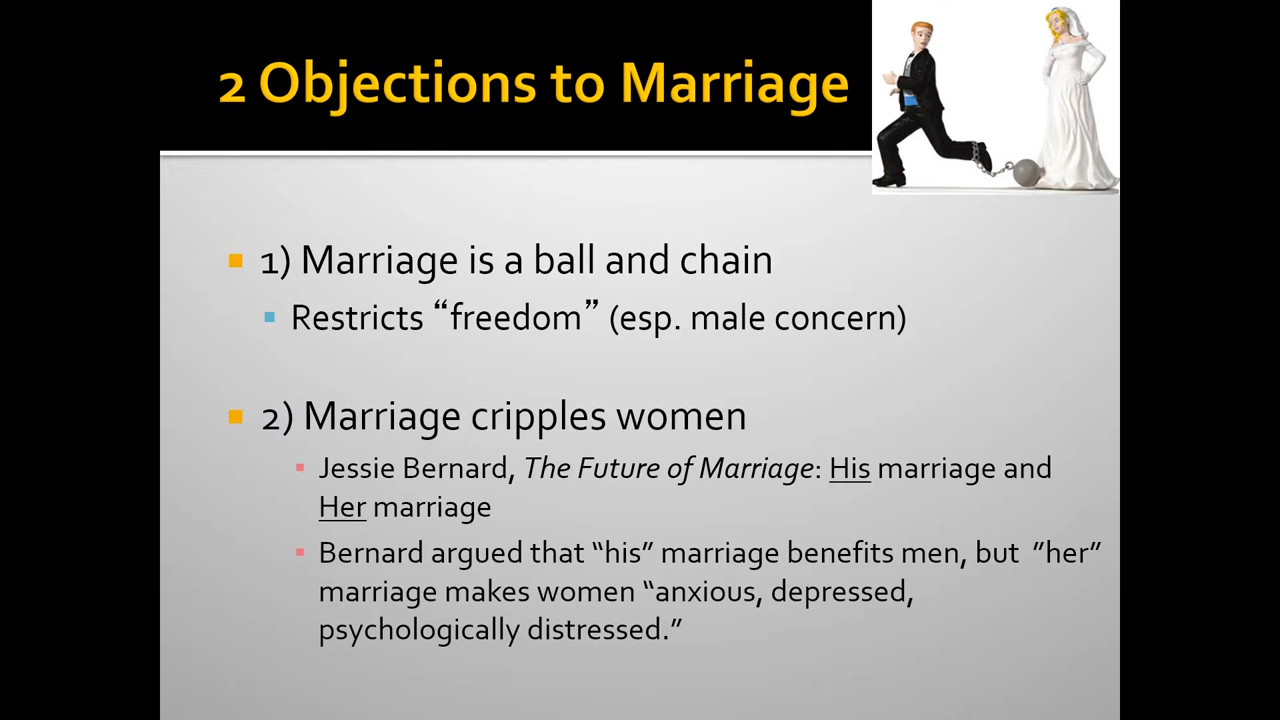 2 Objections to Marriage
1) Marriage is a ball and chain
Restricts “freedom” (esp. male concern)
2) Marriage cripples women
Jessie Bernard, The Future of Marriage: His marriage and
Her marriage
Bernard argued that “his” marriage benefits men, but ”her”
marriage makes women “anxious, depressed,
psychologically distressed.”